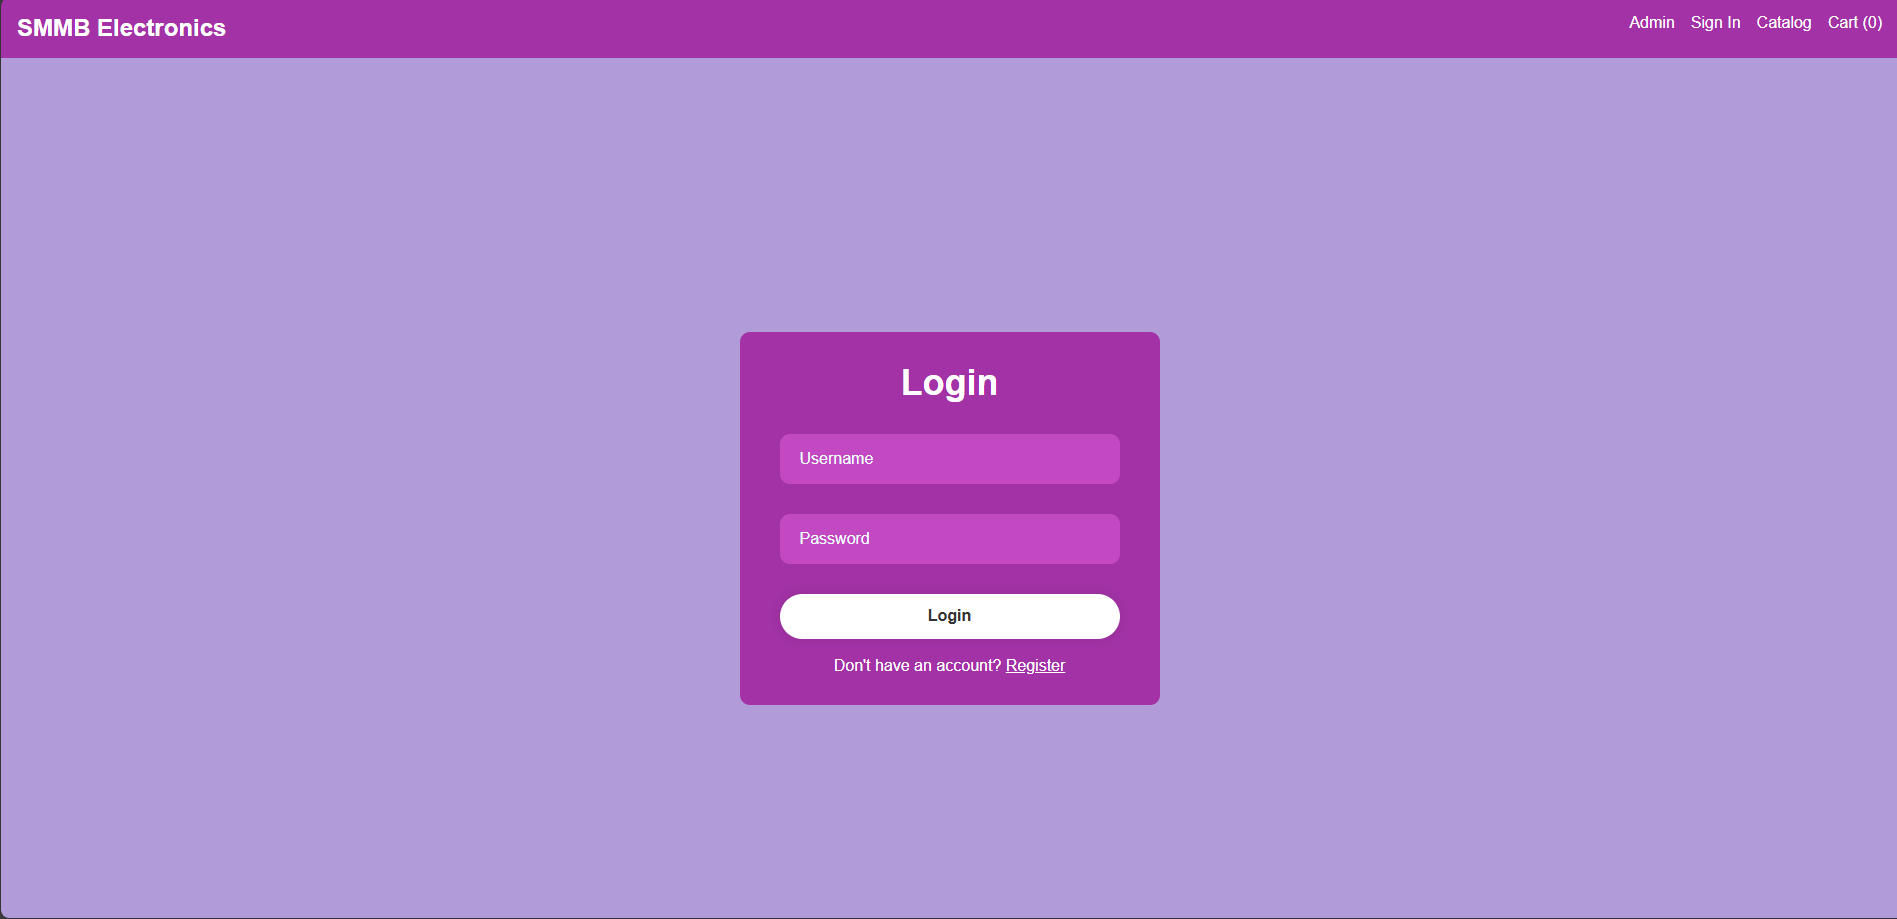 SMMB Electronics
Admin Sign In Catalog Cart (0)
Login
Username
Password
Login
Don't have an account? Register